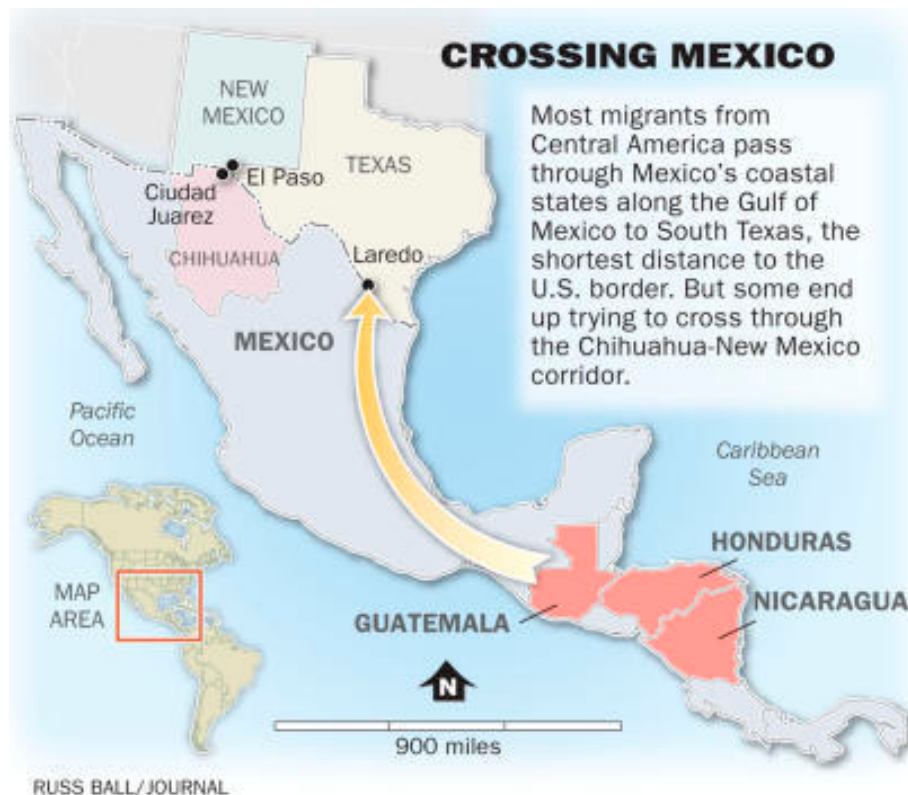 CROSSING MEXICO
Most migrants from
Central America pass
through Mexico's coastal
states along the Gulf of
Mexico to South Texas, the
shortest distance to the
U.S. border. But some end
up trying to cross through
the Chihuahua-New Mexico
corridor.
NEW
MEXICO
TEXAS
El Paso
Ciudad
Juarez
CHIHUAHUA
Laredo
MEXICO
Pacific
Ocean
Caribbean
Sea
HONDURAS
NICARAGUA
GUATEMALA
MAP
AREA
N
900 miles
RUSS BALL/JOURNAL